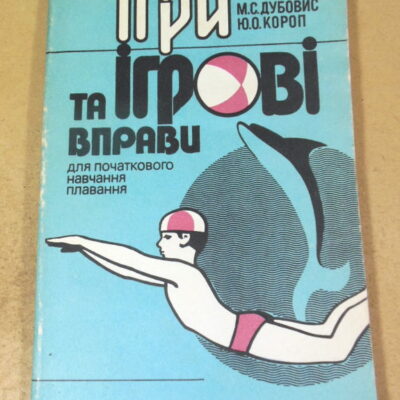 Ігри
М.С.ДУБОВИС
Ю.О.КОРОП
та ігрові
вправи
для початкового
навчання
плавання